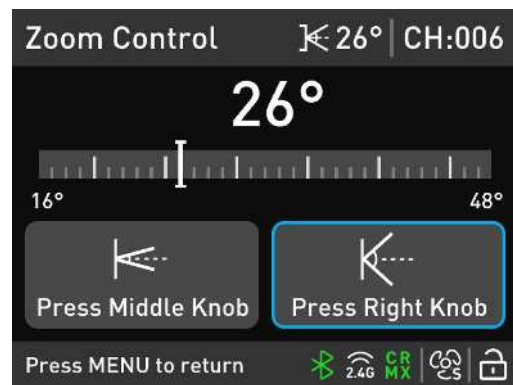 Zoom Control 26° CH:006
26°
16° 48°
Press Middle Knob Press Right Knob
Press MENU to return 2.4G CR MX S